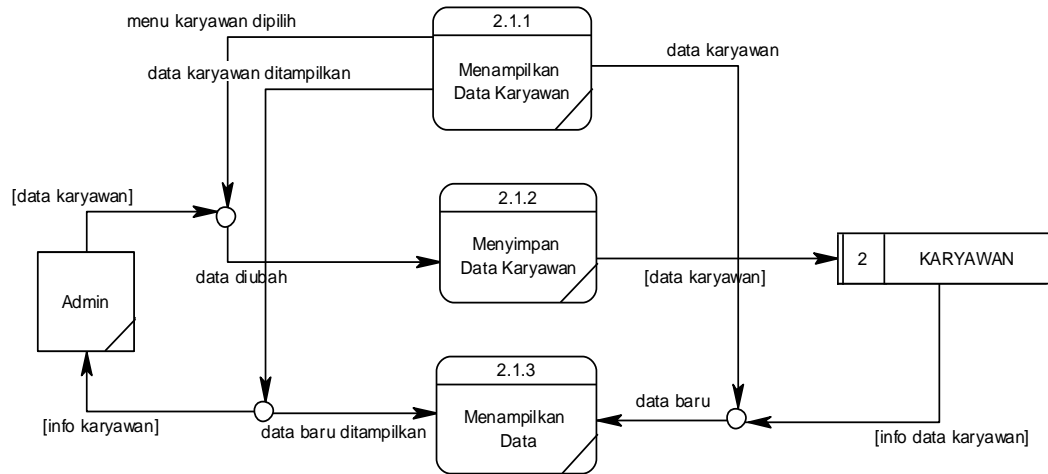 menu karyawan dipilih
2.1.1
data karyawan
data karyawan ditampilkan
Menampilkan
Data Karyawan
[data karyawan]
2.1.2
Menyimpan
Data Karyawan
data diubah
[data karyawan]
2
KARYAWAN
Admin
2.1.3
Menampilkan
Data
[info karyawan]
data baru ditampilkan
data baru
[info data karyawan]